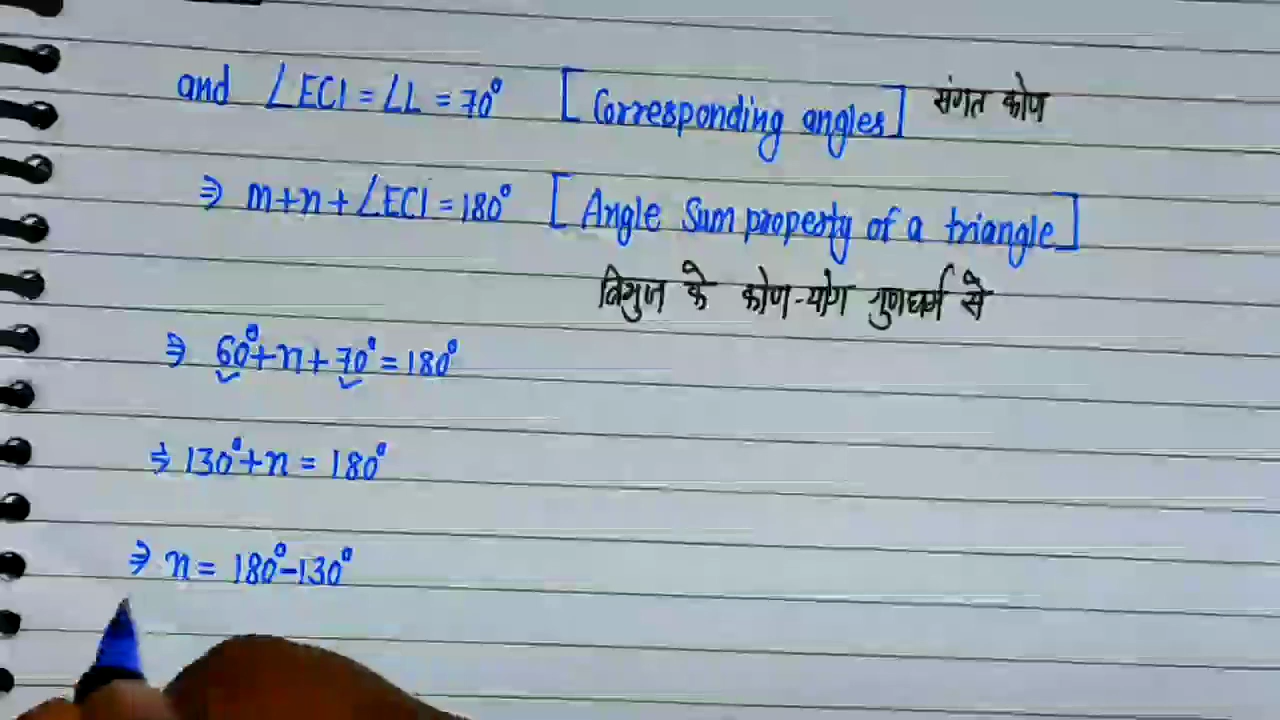 and ∠ECI = ∠L = 70° [Corresponding angles] संगत कोण
⇒ m+n+∠ECI = 180° [Angle Sum property of a triangle]
त्रिभुज के कोण-योग गुणधर्म से
⇒ 60°+n+70° = 180°
⇒ 130°+n = 180°
⇒ n = 180°-130°